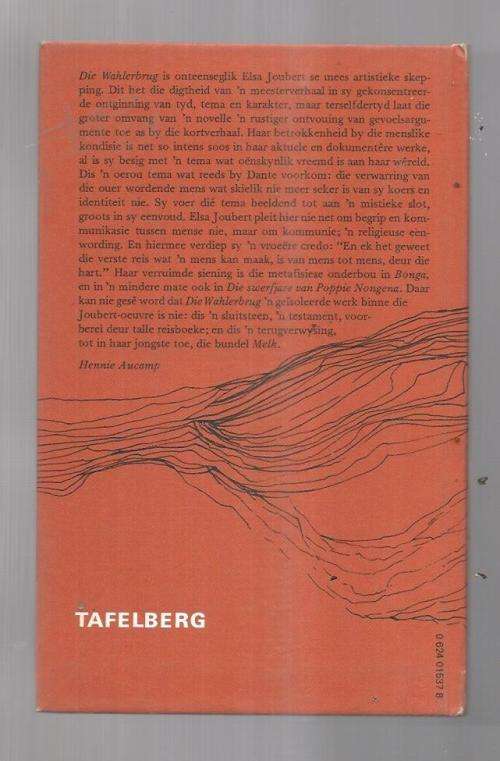 Die Wahlerbrug is onteenseglik Elsa Joubert se mees artistieke skep-
ping. Dit het die digtheid van 'n meesterverhaal in sy gekonsentreer-
de ontginning van tyd, tema en karakter, maar terselfdertyd laat die
groter omvang van 'n novelle 'n rustiger ontvouing van gevoelsargu-
mente toe as by die kortverhaal. Haar betrokkenheid by die menslike
kondisie is net so intens soos in haar aktuele en dokumentêre werke,
al is sy besig met 'n tema wat oënskynlik vreemd is aan haar wêreld.
Dis 'n oerou tema wat reeds by Dante voorkom: die verwarring van
die ouer wordende mens wat skielik nie meer seker is van sy koers en
identiteit nie. Sy voer dié tema beeldend tot aan 'n mistieke slot,
groots in sy eenvoud. Elsa Joubert pleit hier nie net om begrip en kom-
munikasie tussen mense nie, maar om kommunie; 'n religieuse een-
wording. En hiermee verdiep sy 'n vroeëre credo: "En ek het geweet
die verste reis wat 'n mens kan maak, is van mens tot mens, deur die
hart." Haar verruimde siening is die metafisiese onderbou in Bonga,
en in 'n mindere mate ook in Die swerfjare van Poppie Nongena. Daar
kan nie gesê word dat Die Wahlerbrug 'n geïsoleerde werk binne die
Joubert-oeuvre is nie: dis 'n sluitsteen, 'n testament, voor-
berei deur talle reisboeke; en dis 'n terugverwysing,
tot in haar jongste toe, die bundel Melk.
Hennie Aucamp
TAFELBERG
0 624 01537 8